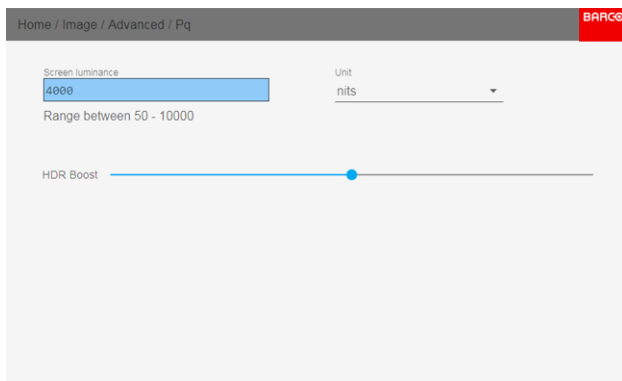 Home / Image / Advanced / Pq
BARCO
Screen luminance
Unit
4000
nits
Range between 50 - 10000
HDR Boost